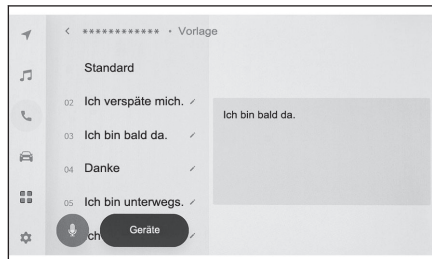 ************ • Vorlage
Standard
02 Ich verspäte mich.
03 Ich bin bald da.
04 Danke
05 Ich bin unterwegs.
ch
Geräte
Ich bin bald da.